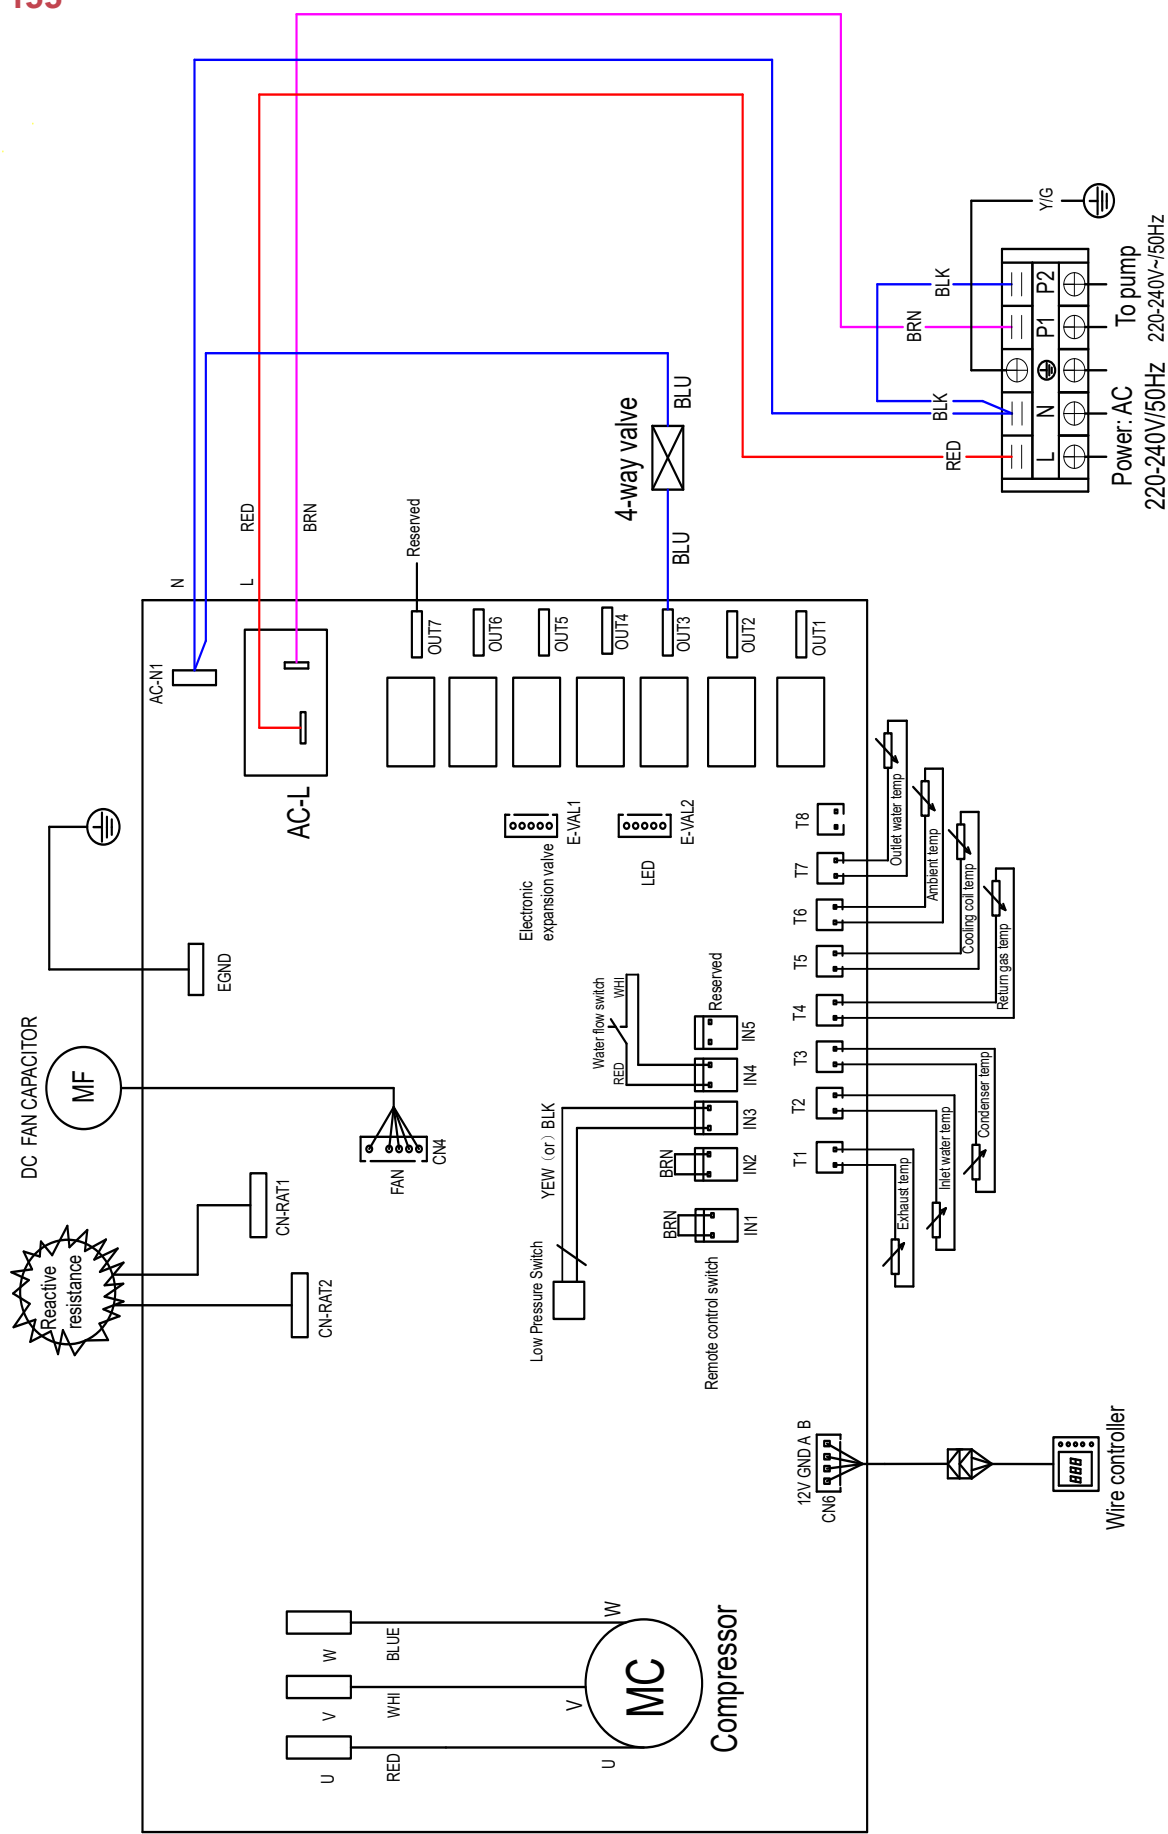 DC FAN CAPACITOR
MF
Reactive
resistance
CN-RAT1
CN-RAT2
EGND
AC-N1
N
L
RED
BRN
AC-L
FAN
CN4
U
V
W
RED
WHI
BLUE
U
V
W
MC
Compressor
Reserved
OUT7
OUT6
OUT5
OUT4
OUT3
OUT2
OUT1
4-way valve
BLU
BLU
Electronic
expansion valve
E-VAL1
LED
E-VAL2
Low Pressure Switch
YEW（or）BLK
Water flow switch
RED
WHI
BRN
BRN
Reserved
Remote control switch
IN1
IN2
IN3
IN4
IN5
12V GND A B
CN6
T1
T2
T3
T4
T5
T6
T7
T8
Exhaust temp
Inlet water temp
Condenser temp
Return gas temp
Cooling coil temp
Ambient temp
Outlet water temp
Wire controller
888
RED
BLK
BRN
BLK
Y/G
L
N
P1
P2
Power: AC
220-240V/50Hz
To pump
220-240V~/50Hz